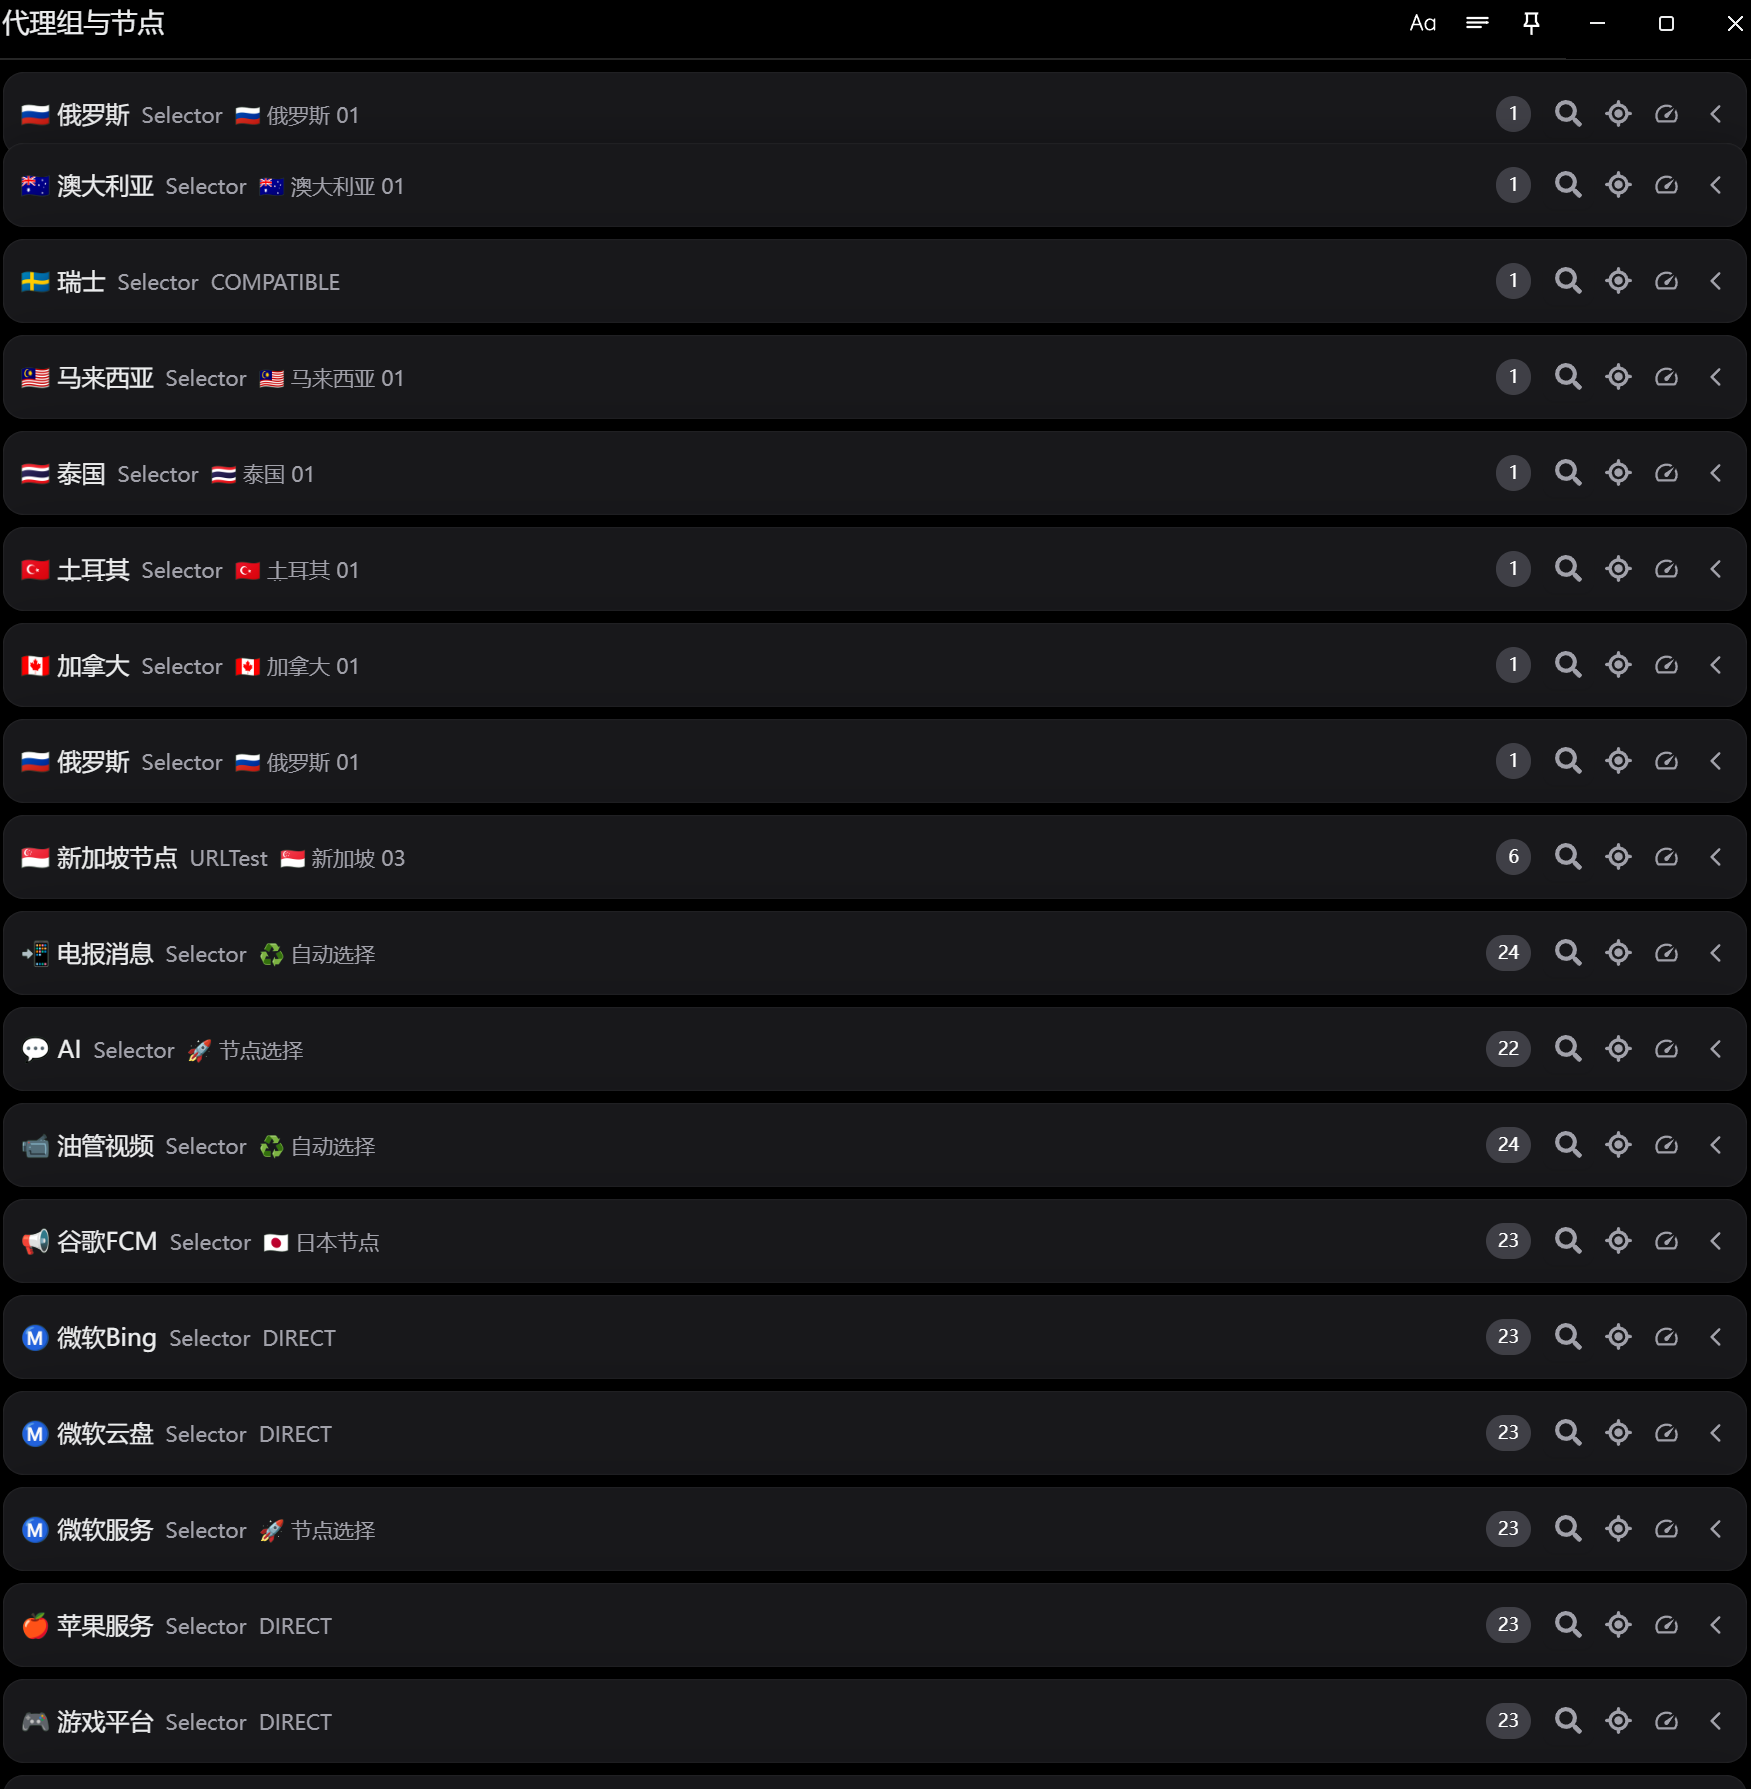 代理组与节点 Aa
🇷🇺 俄罗斯 Selector 🇷🇺 俄罗斯 01 1
🇦🇺 澳大利亚 Selector 🇦🇺 澳大利亚 01 1
🇸🇪 瑞士 Selector COMPATIBLE 1
🇲🇾 马来西亚 Selector 🇲🇾 马来西亚 01 1
🇹🇭 泰国 Selector 🇹🇭 泰国 01 1
🇹🇷 土耳其 Selector 🇹🇷 土耳其 01 1
🇨🇦 加拿大 Selector 🇨🇦 加拿大 01 1
🇷🇺 俄罗斯 Selector 🇷🇺 俄罗斯 01 1
🇸🇬 新加坡节点 URLTest 🇸🇬 新加坡 03 6
📲 电报消息 Selector ♻️ 自动选择 24
💬 AI Selector 🚀 节点选择 22
📹 油管视频 Selector ♻️ 自动选择 24
📢 谷歌FCM Selector 🇯🇵 日本节点 23
Ⓜ️ 微软Bing Selector DIRECT 23
Ⓜ️ 微软云盘 Selector DIRECT 23
Ⓜ️ 微软服务 Selector 🚀 节点选择 23
🍎 苹果服务 Selector DIRECT 23
🎮 游戏平台 Selector DIRECT 23